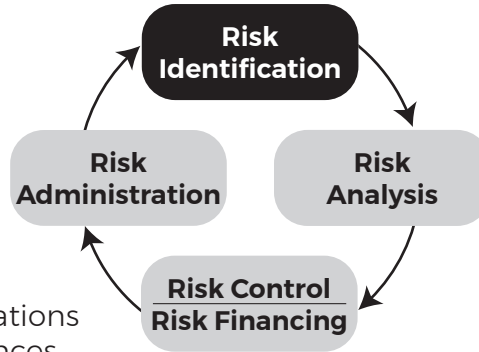 Risk
Identification
Risk
Administration
Risk
Analysis
Risk Control
Risk Financing